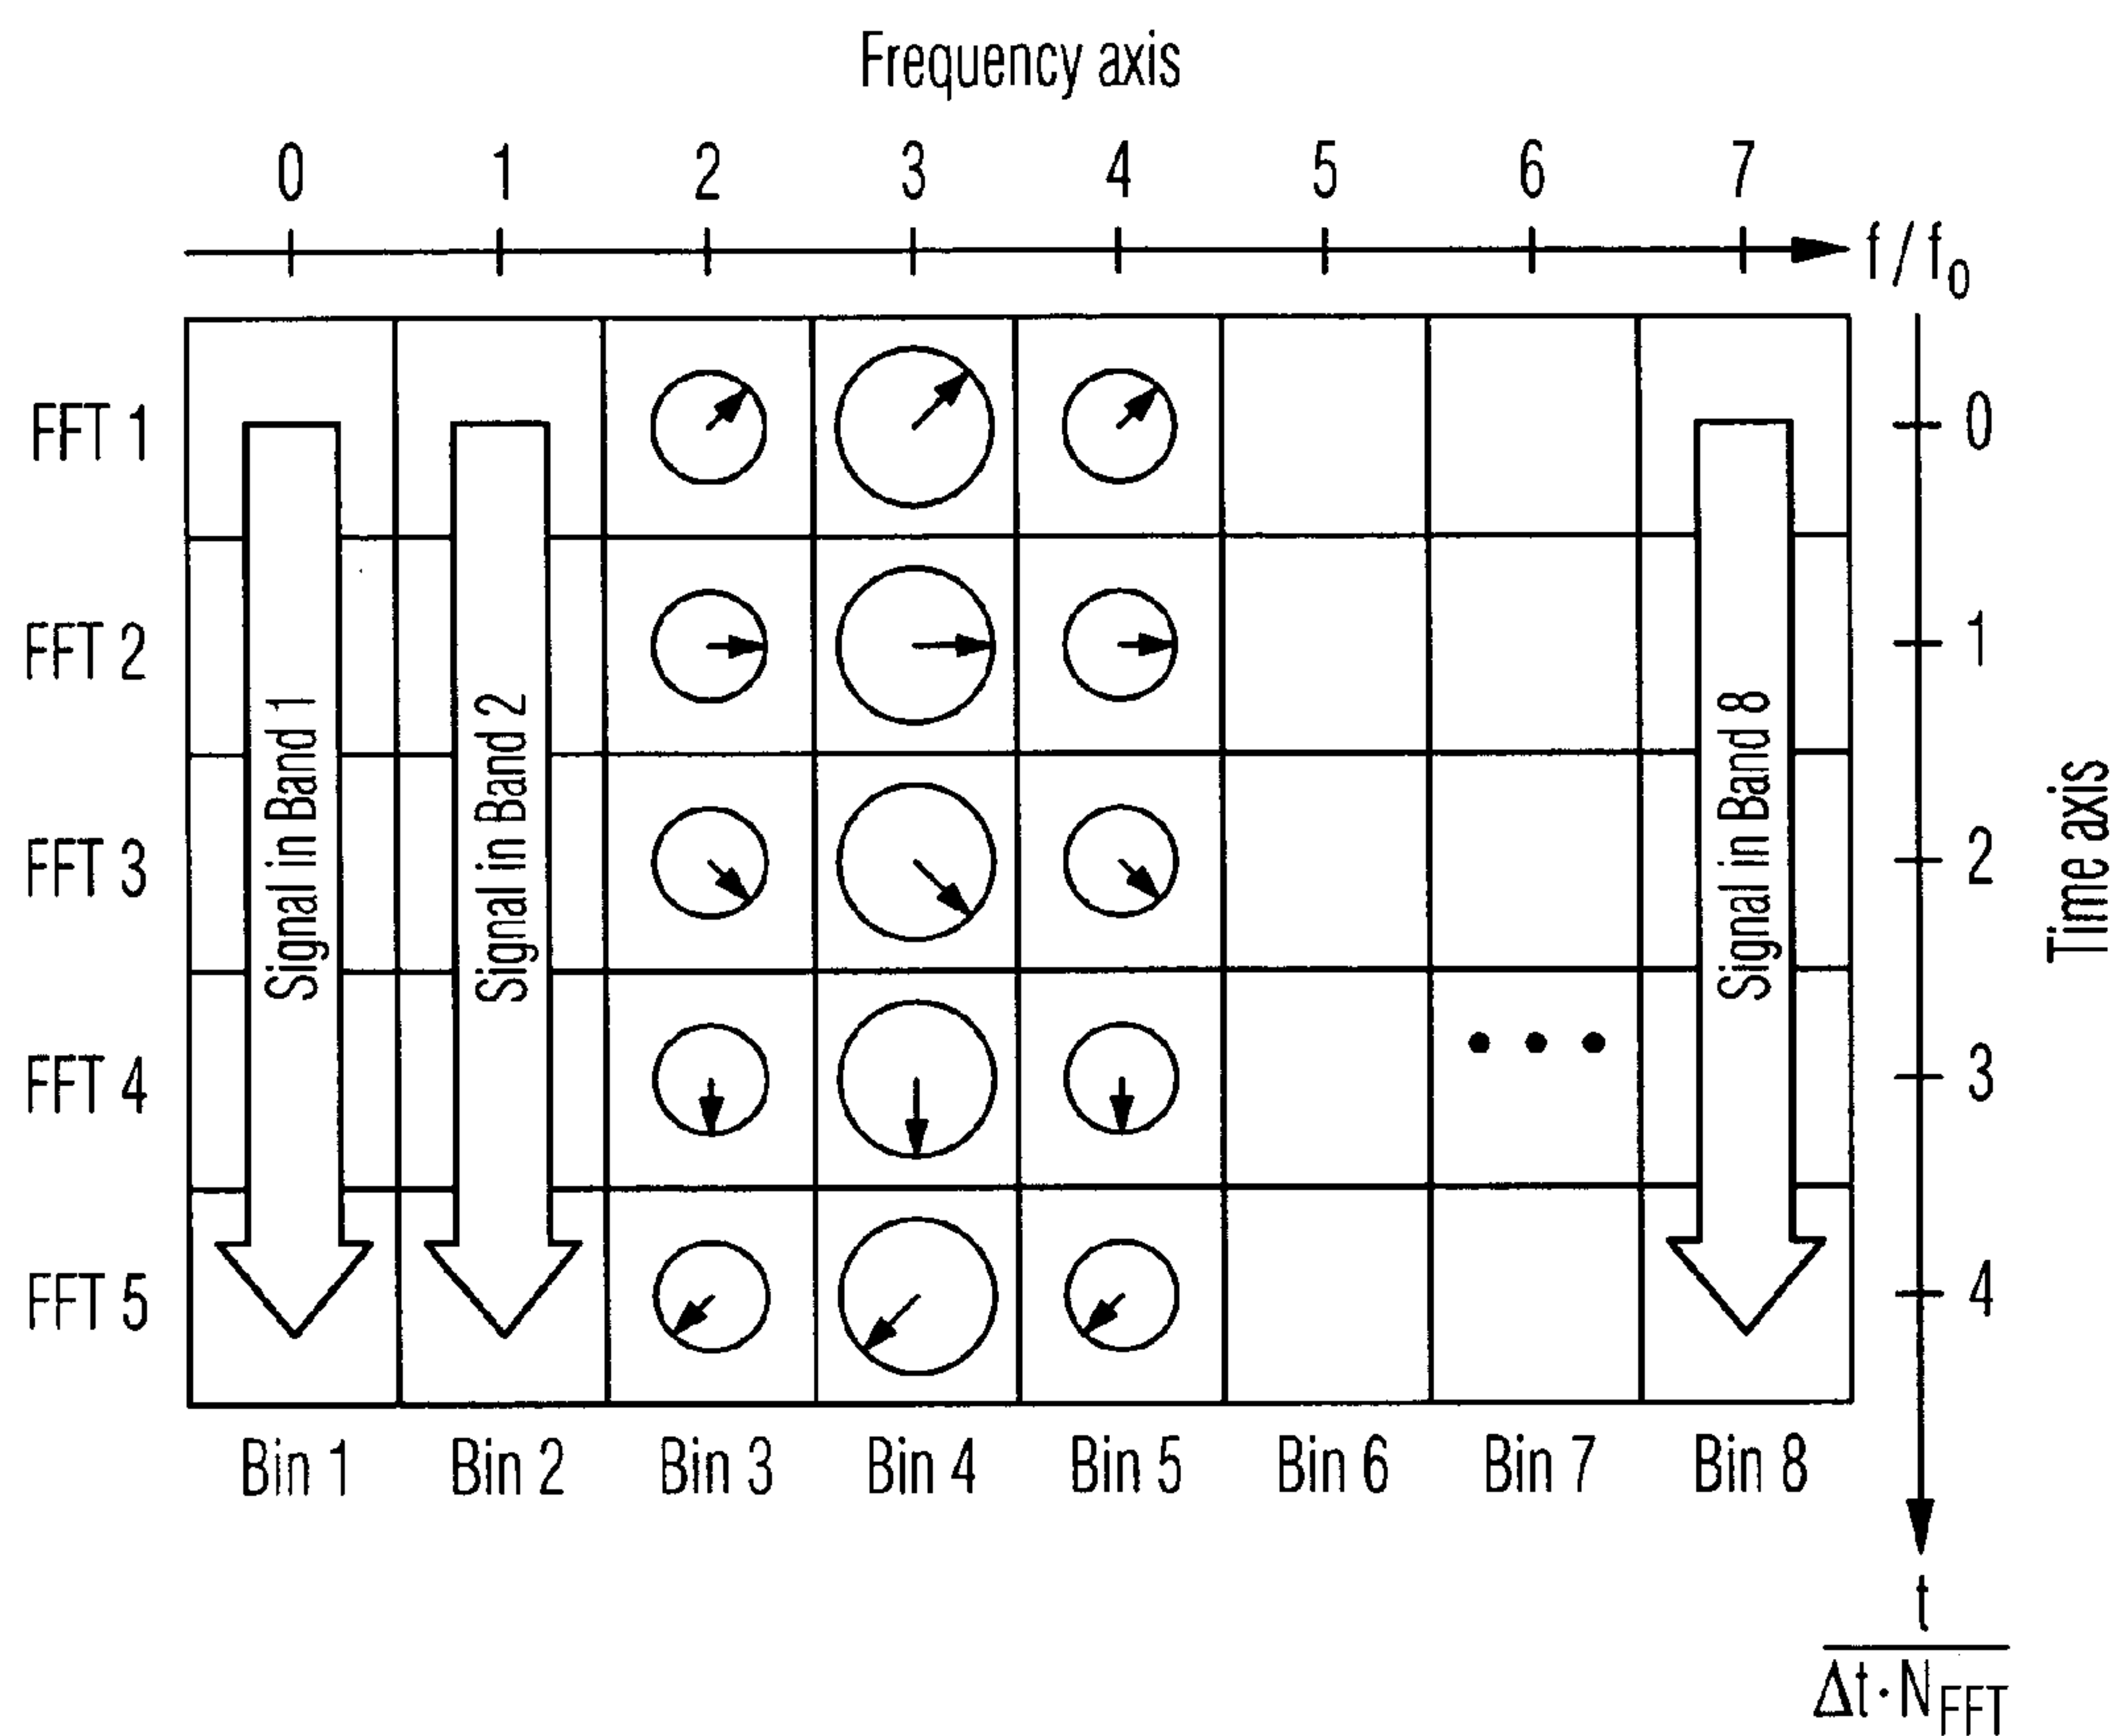 Frequency axis
0 1 2 3 4 5 6 7
f/f₀
FFT 1
FFT 2
FFT 3
FFT 4
FFT 5
Signal in Band 1
Signal in Band 2
Signal in Band 8
0
1
2
3
4
Time axis
Bin 1 Bin 2 Bin 3 Bin 4 Bin 5 Bin 6 Bin 7 Bin 8
t
Δt·N_FFT